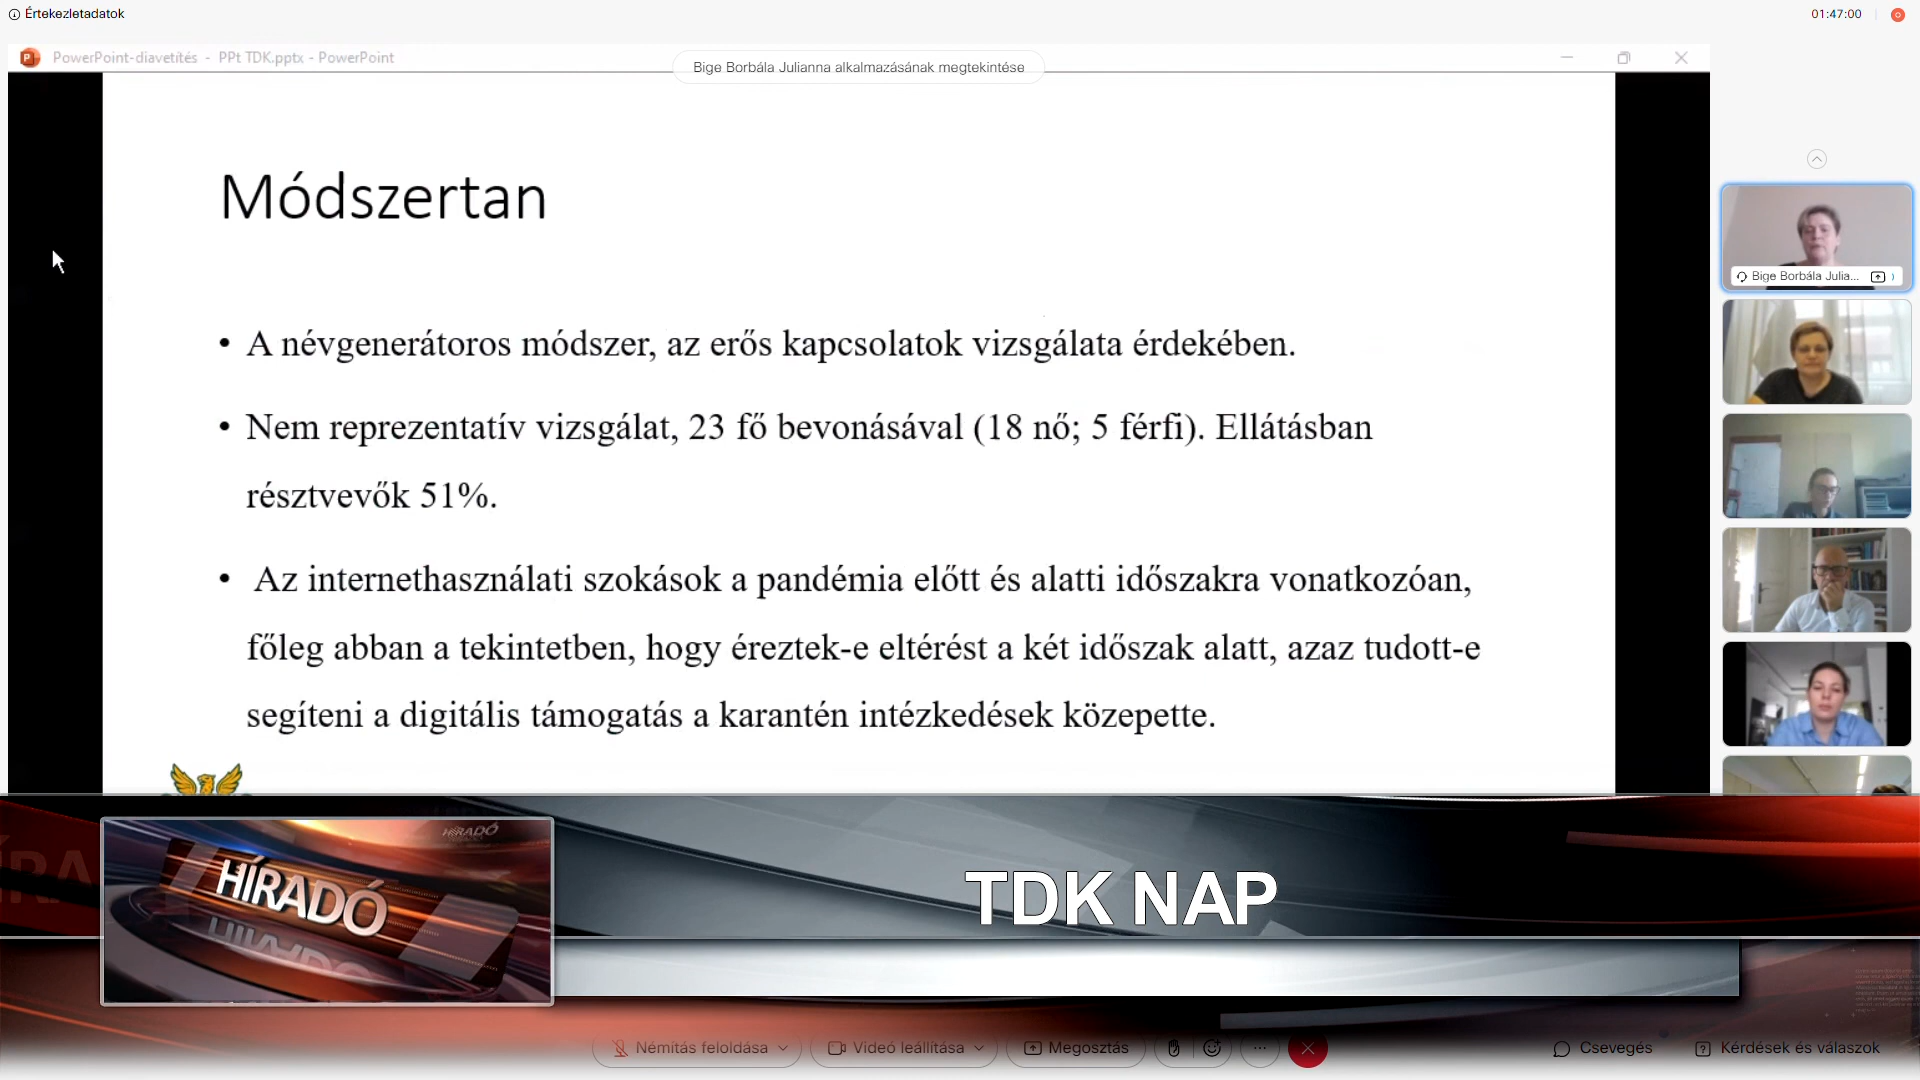 Értekezletadatok
01:47:00
PowerPoint-diavetítés - PPt TDK.pptx - PowerPoint
Bige Borbála Julianna alkalmazásának megtekintése
Módszertan
• A névgenerátoros módszer, az erős kapcsolatok vizsgálata érdekében.
• Nem reprezentatív vizsgálat, 23 fő bevonásával (18 nő; 5 férfi). Ellátásban
résztvevők 51%.
• Az internethasználati szokások a pandémia előtt és alatti időszakra vonatkozóan,
főleg abban a tekintetben, hogy éreztek-e eltérést a két időszak alatt, azaz tudott-e
segíteni a digitális támogatás a karantén intézkedések közepette.
Bige Borbála Julia...
HÍRADÓ
HÍRADÓ
TDK NAP
Némítás feloldása
Videó leállítása
Megosztás
Csevegés
Kérdések és válaszok